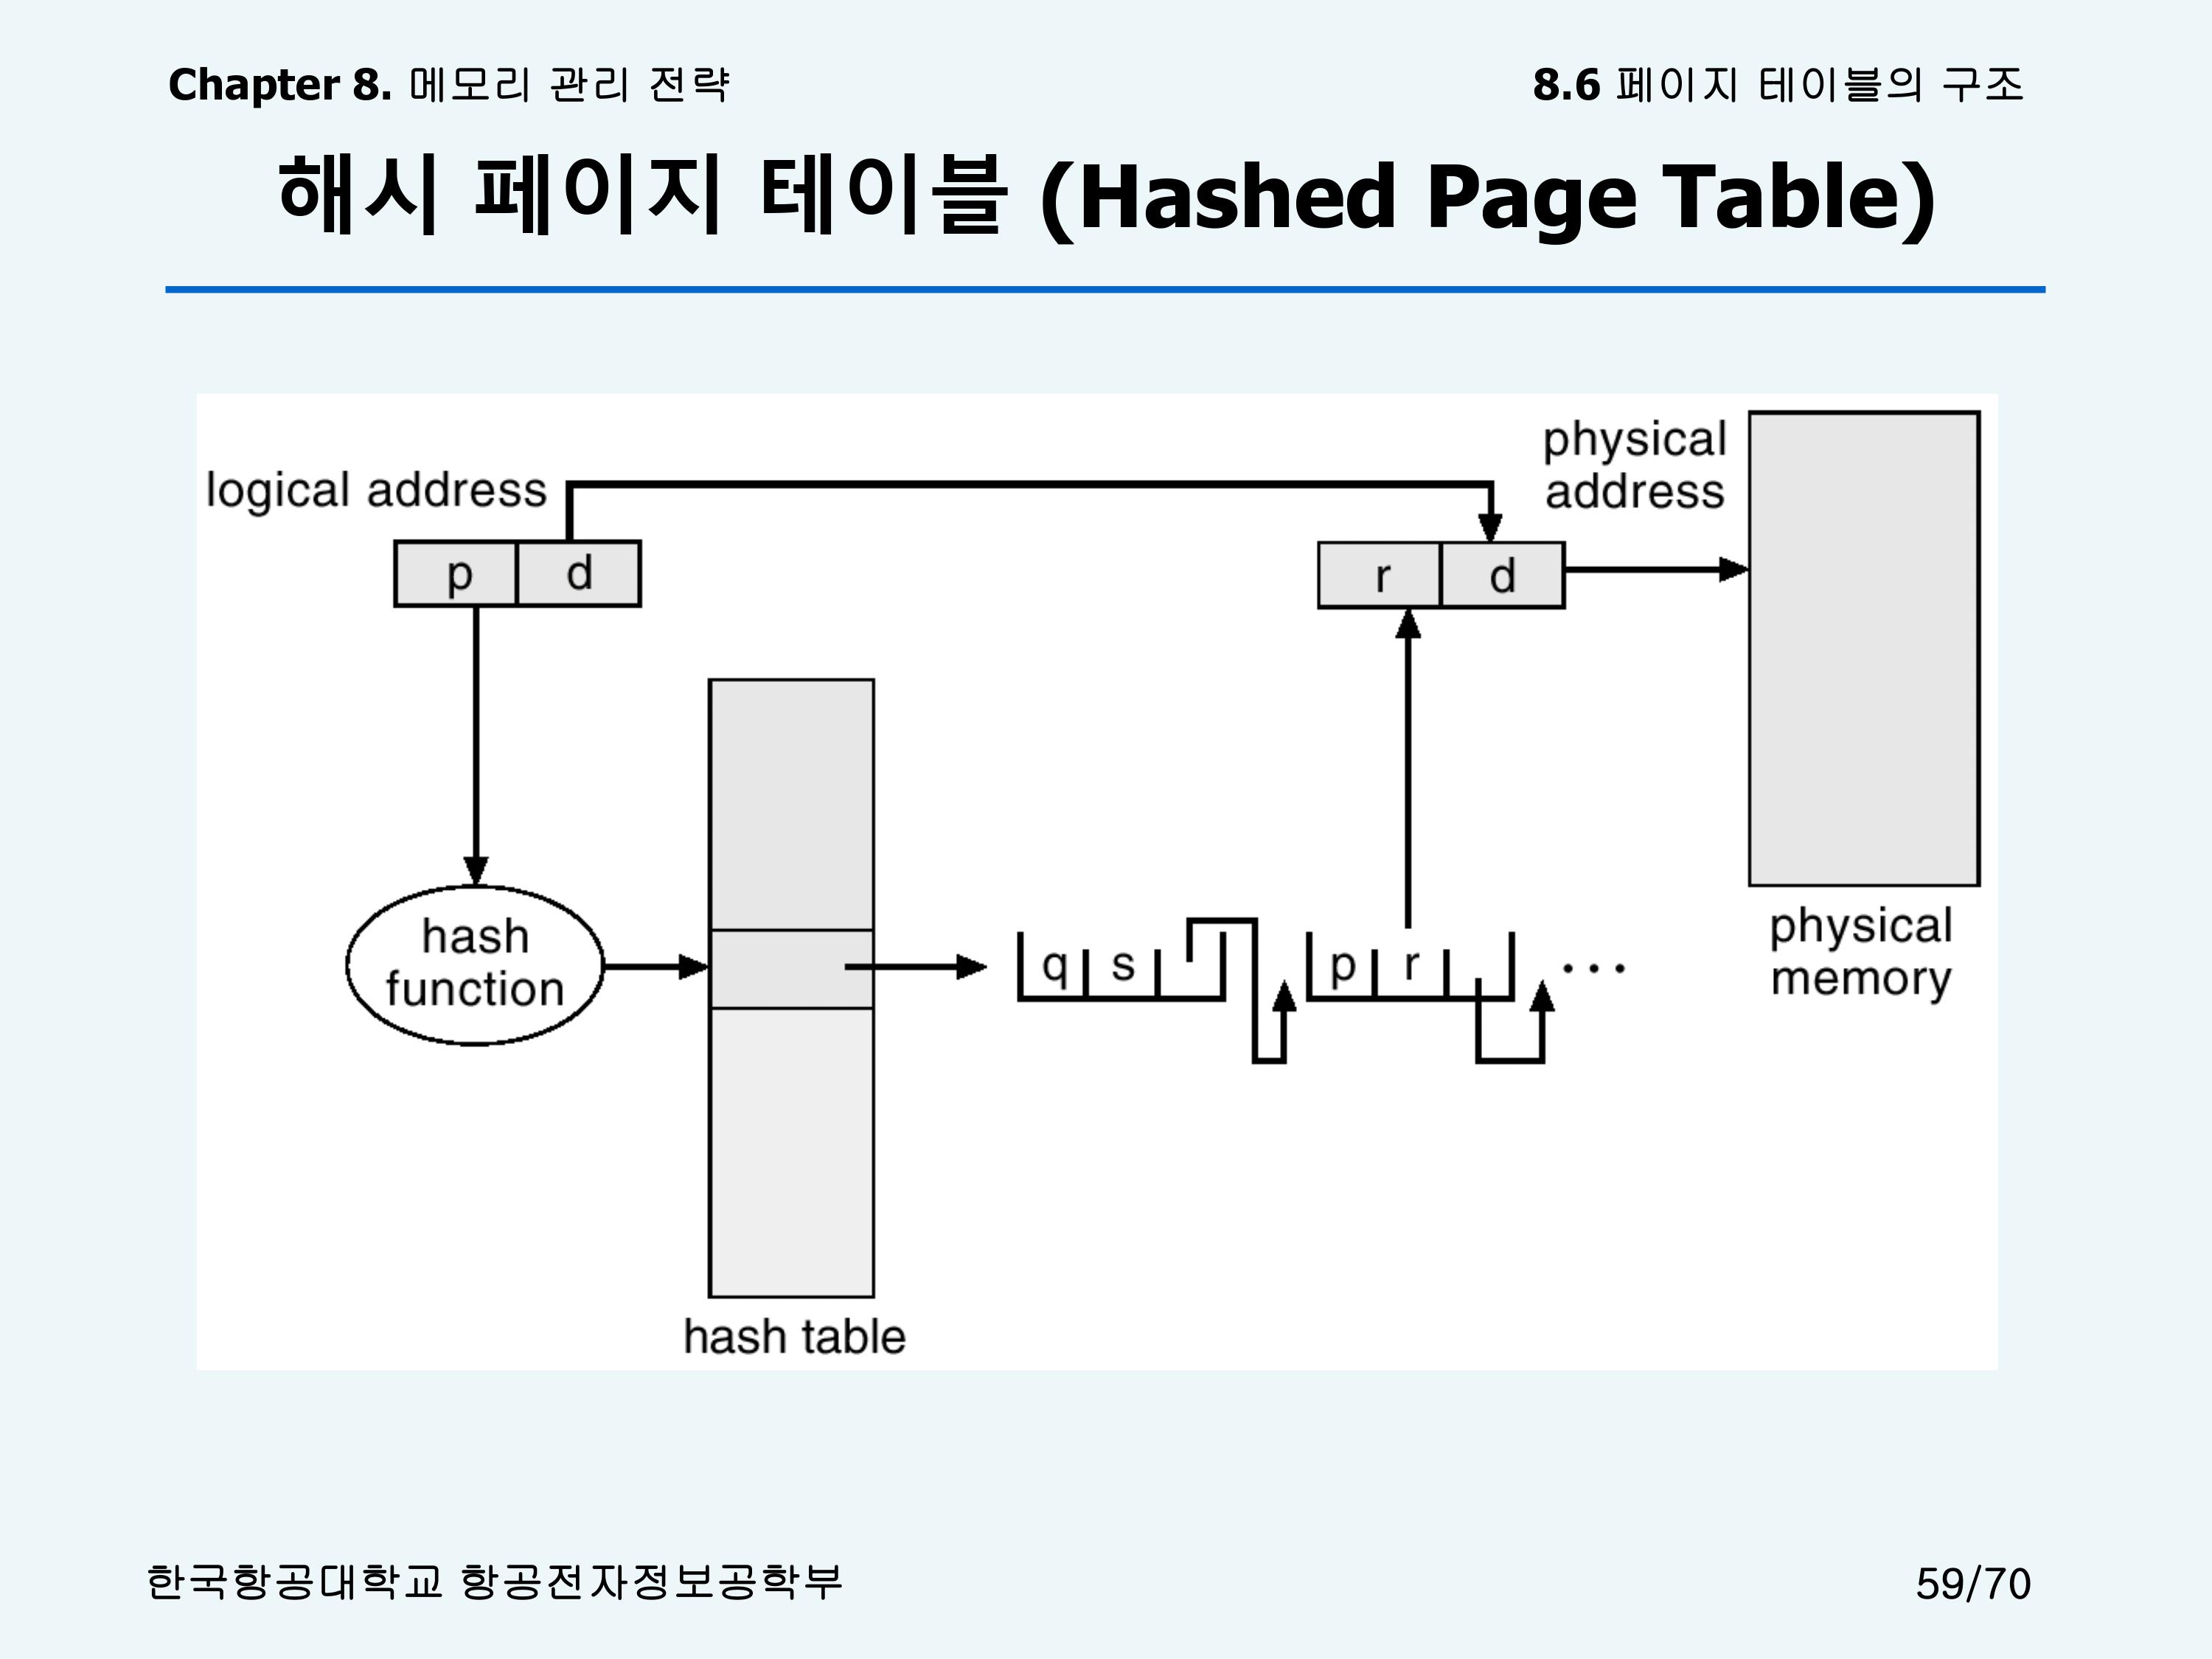 Chapter 8. 메모리 관리 전략
8.6 페이지 테이블의 구조
해시 페이지 테이블 (Hashed Page Table)
logical address
physical
address
p d
r d
hash
function
q s
p r
...
physical
memory
hash table
한국항공대학교 항공전자정보공학부
59/70